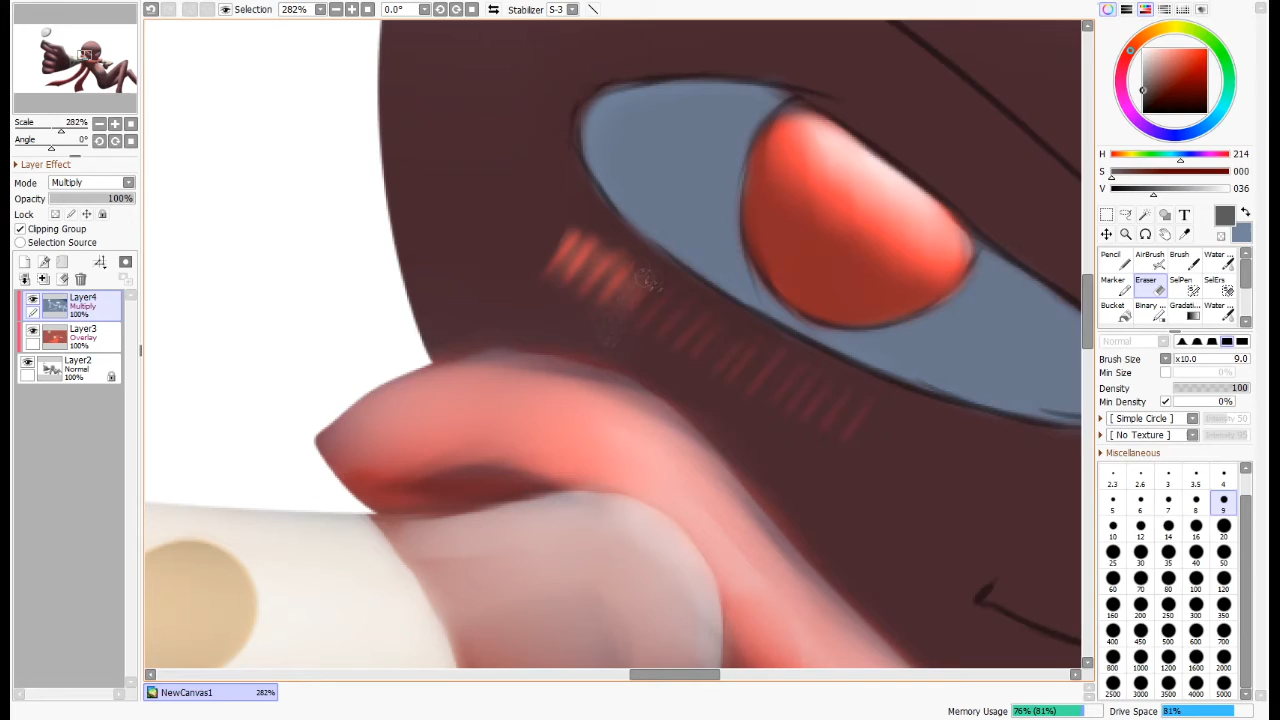 Selection 282% 0.0° Stabilizer S-3
Scale 282%
Angle 0°
Layer Effect
Mode Multiply
Opacity 100%
Lock
Clipping Group
Selection Source
Layer4
Multiply
100%
Layer3
Overlay
100%
Layer2
Normal
100%
H 214
S 000
V 036
T
Pencil AirBrush Brush Water ...
Marker Eraser SelPen SelErs
Bucket Binary ... Gradati... Water ...
Normal
Brush Size x10.0 9.0
Min Size 0%
Density 100
Min Density 0%
[ Simple Circle ] Intensity 50
[ No Texture ]
Miscellaneous
2.3 2.6 3 3.5 4
5 6 7 8 9
10 12 14 16 20
25 30 35 40 50
60 70 80 100 120
160 200 250 300 350
400 450 500 600 700
800 1000 1200 1600 2000
2500 3000 3500 4000 5000
NewCanvas1 282%
Memory Usage 76% (81%) Drive Space 81%